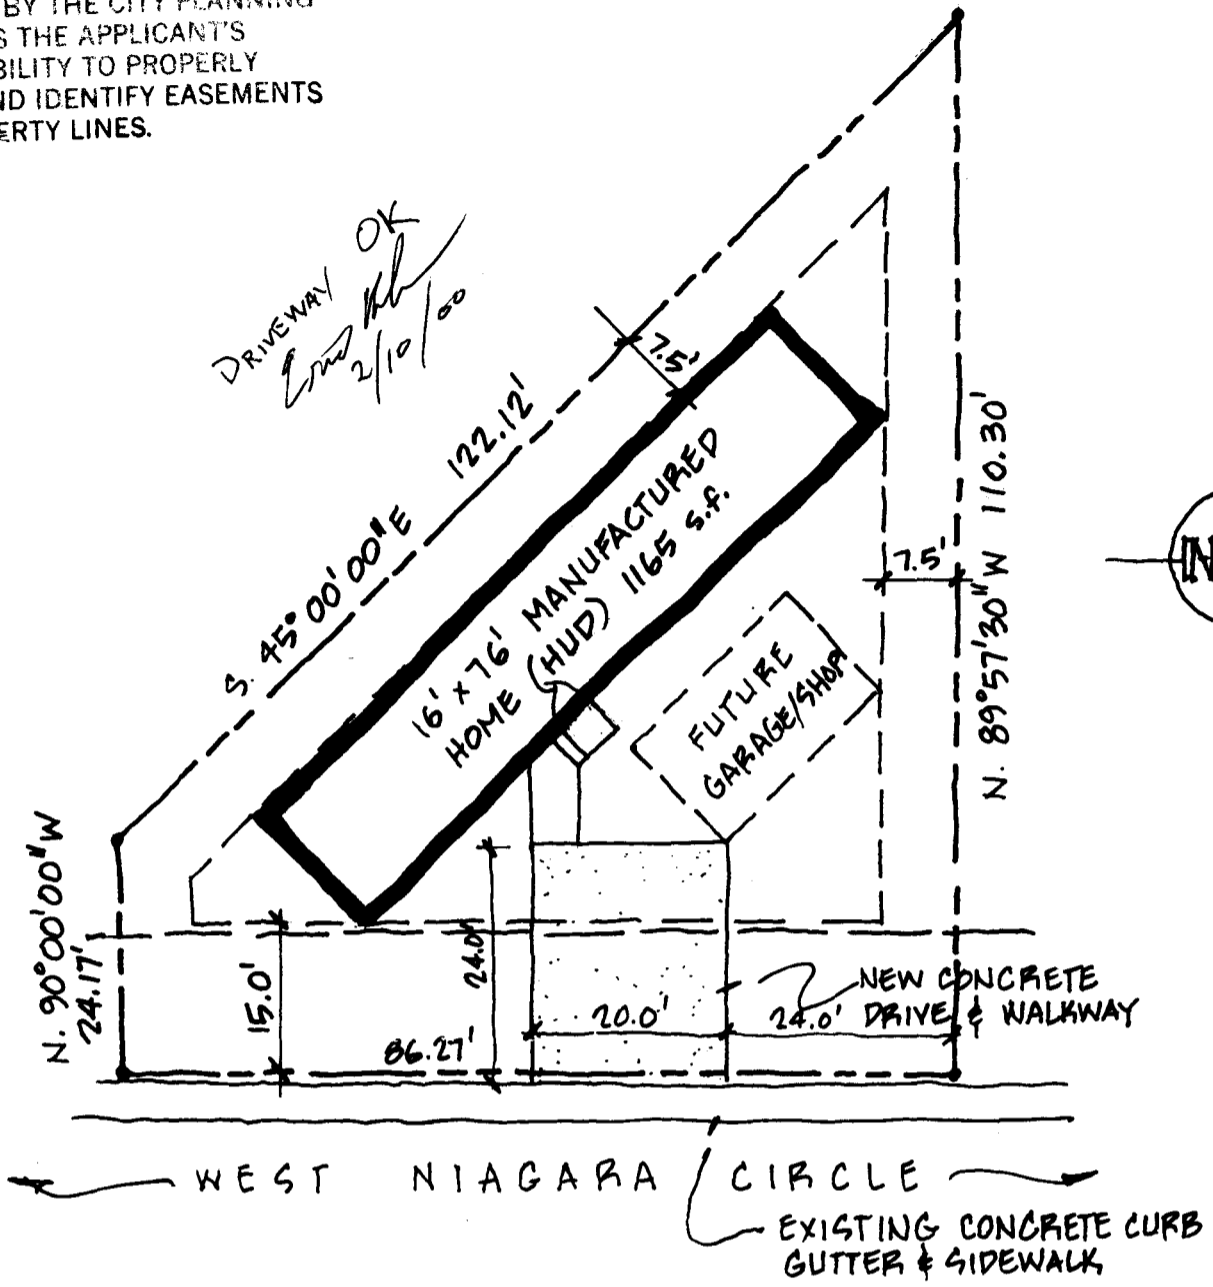 BY THE CITY PLANNING
THE APPLICANT'S
TO PROPERLY
IDENTIFY EASEMENTS
LINES.
DRIVEWAY OK
2/10/00
7.5'
122.12'
S. 45° 00' 00" E
16' x 76' MANUFACTURED
HOME (HUD) 1165 s.f.
N. 89° 57' 30" W 110.30'
7.5'
FUTURE
GARAGE/SHOP
N. 90° 00' 00" W
24.17'
15.0'
24.0'
20.0'
24.0'
86.27'
NEW CONCRETE
DRIVE & WALKWAY
WEST NIAGARA CIRCLE
EXISTING CONCRETE CURB
GUTTER & SIDEWALK